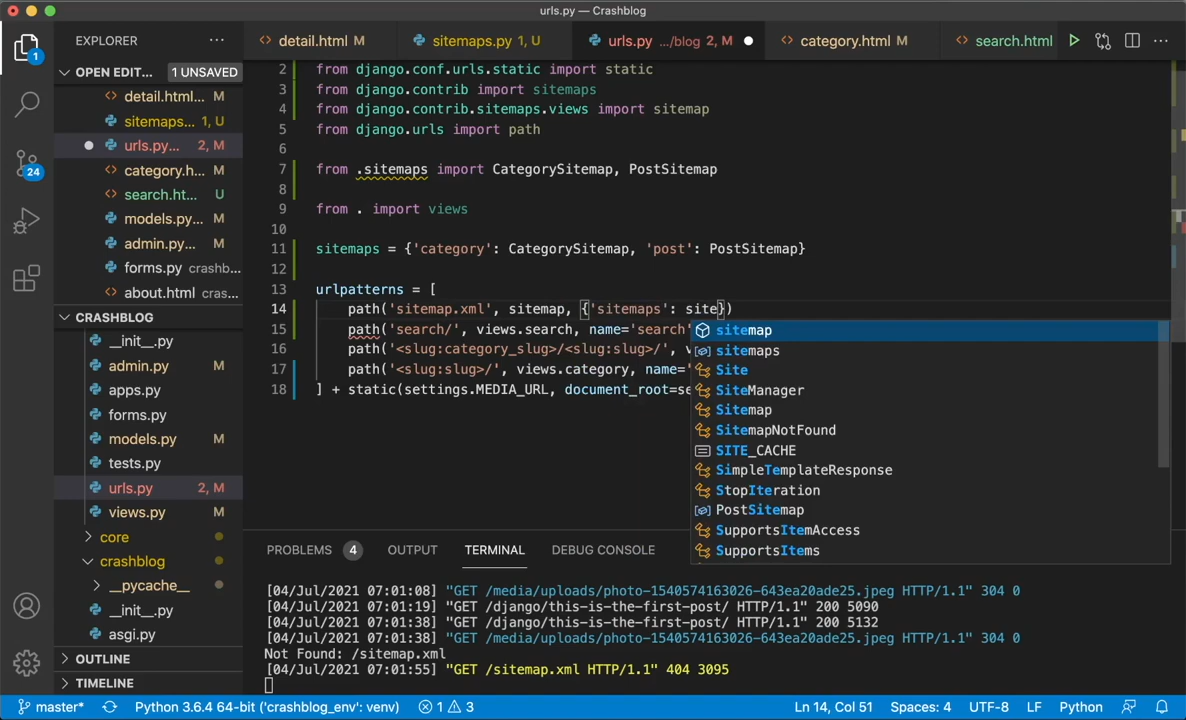 urls.py — Crashblog
EXPLORER
detail.html M
sitemaps.py 1, U
urls.py .../blog 2, M
category.html M
search.html
OPEN EDIT... 1 UNSAVED
detail.html... M
sitemaps... 1, U
urls.py... 2, M
category.h... M
search.ht... U
models.py... M
admin.py... M
forms.py crashb...
about.html cras...
CRASHBLOG
__init__.py
admin.py M
apps.py
forms.py
models.py M
tests.py
urls.py 2, M
views.py M
core
crashblog
__pycache__
__init__.py
asgi.py
OUTLINE
TIMELINE
1
24
2 from django.conf.urls.static import static
3 from django.contrib import sitemaps
4 from django.contrib.sitemaps.views import sitemap
5 from django.urls import path
6
7 from .sitemaps import CategorySitemap, PostSitemap
8
9 from . import views
10
11 sitemaps = {'category': CategorySitemap, 'post': PostSitemap}
12
13 urlpatterns = [
14 path('sitemap.xml', sitemap, {'sitemaps': site})
15 path('search/', views.search, name='search'
16 path('<slug:category_slug>/<slug:slug>/', v
17 path('<slug:slug>/', views.category, name='
18 ] + static(settings.MEDIA_URL, document_root=se
sitemap
sitemaps
Site
SiteManager
Sitemap
SitemapNotFound
SITE_CACHE
SimpleTemplateResponse
StopIteration
PostSitemap
SupportsItemAccess
SupportsItems
PROBLEMS 4 OUTPUT TERMINAL DEBUG CONSOLE
[04/Jul/2021 07:01:08] "GET /media/uploads/photo-1540574163026-643ea20ade25.jpeg HTTP/1.1" 304 0
[04/Jul/2021 07:01:19] "GET /django/this-is-the-first-post/ HTTP/1.1" 200 5090
[04/Jul/2021 07:01:38] "GET /django/this-is-the-first-post/ HTTP/1.1" 200 5132
[04/Jul/2021 07:01:38] "GET /media/uploads/photo-1540574163026-643ea20ade25.jpeg HTTP/1.1" 304 0
Not Found: /sitemap.xml
[04/Jul/2021 07:01:55] "GET /sitemap.xml HTTP/1.1" 404 3095
master* Python 3.6.4 64-bit ('crashblog_env': venv) 1 3 Ln 14, Col 51 Spaces: 4 UTF-8 LF Python